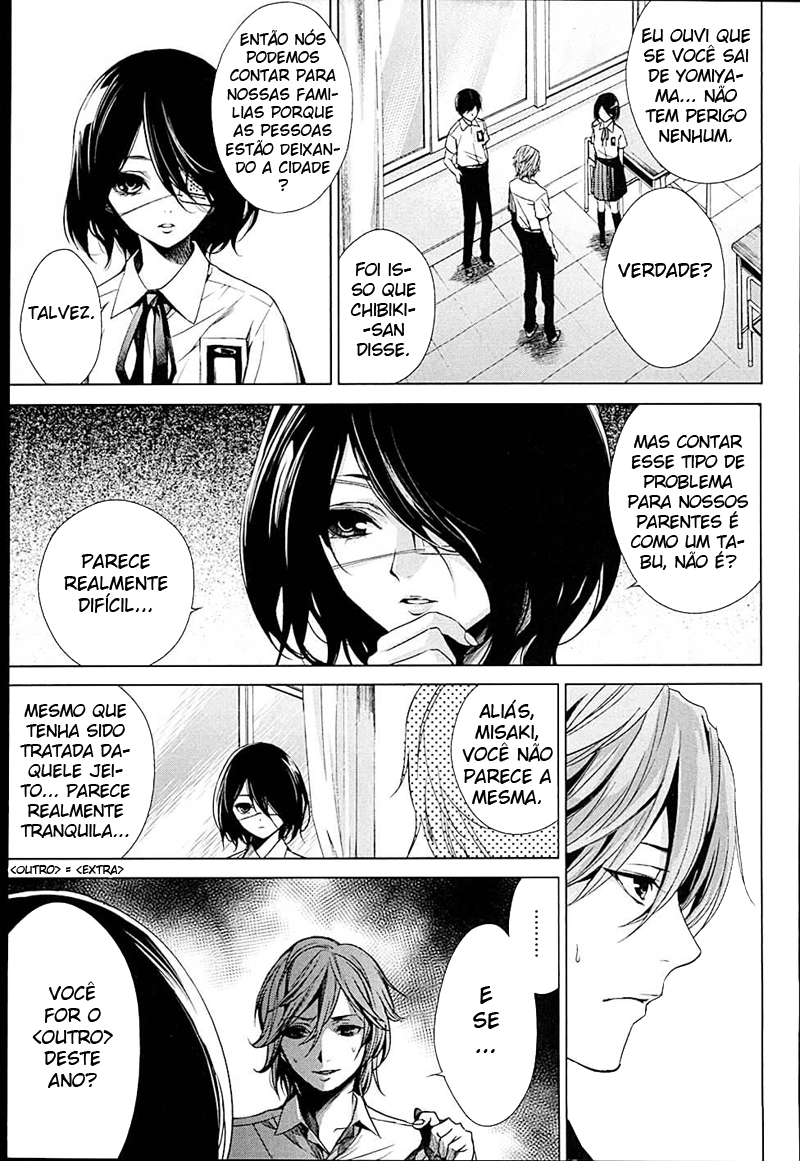 EU OUVI QUE
SE VOCÊ SAI
DE YOMIYA-
MA... NÃO
TEM PERIGO
NENHUM.
VERDADE?
FOI IS-
SO QUE
CHIBIKI-
-SAN
DISSE.
ENTÃO NÓS
PODEMOS
CONTAR PARA
NOSSAS FAMI-
LIAS PORQUE
AS PESSOAS
ESTÃO DEIXAN-
DO A CIDADE
?
TALVEZ.
MAS CONTAR
ESSE TIPO DE
PROBLEMA
PARA NOSSOS
PARENTES É
COMO UM TA-
BU, NÃO É?
PARECE
REALMENTE
DIFÍCIL...
ALIÁS,
MISAKI,
VOCÊ NÃO
PARECE A
MESMA.
MESMO QUE
TENHA SIDO
TRATADA DA-
QUELE JEI-
TO... PARECE
REALMENTE
TRANQUILA...
<OUTRO> = <EXTRA>
.........
E
SE
...
VOCÊ
FOR O
<OUTRO>
DESTE
ANO?